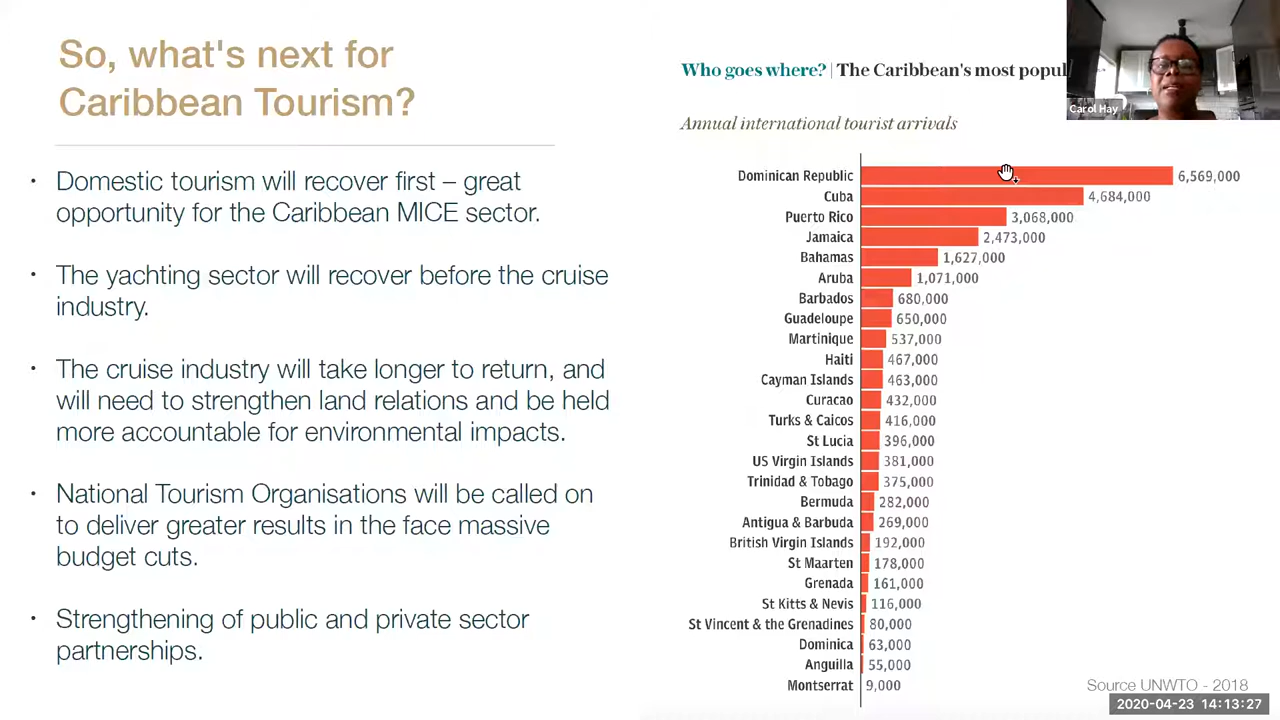 So, what's next for
Caribbean Tourism?
• Domestic tourism will recover first – great
opportunity for the Caribbean MICE sector.
• The yachting sector will recover before the cruise
industry.
• The cruise industry will take longer to return, and
will need to strengthen land relations and be held
more accountable for environmental impacts.
• National Tourism Organisations will be called on
to deliver greater results in the face massive
budget cuts.
• Strengthening of public and private sector
partnerships.
Who goes where? | The Caribbean's most popul
Carol Hay
Annual international tourist arrivals
Dominican Republic 6,569,000
Cuba 4,684,000
Puerto Rico 3,068,000
Jamaica 2,473,000
Bahamas 1,627,000
Aruba 1,071,000
Barbados 680,000
Guadeloupe 650,000
Martinique 537,000
Haiti 467,000
Cayman Islands 463,000
Curacao 432,000
Turks & Caicos 416,000
St Lucia 396,000
US Virgin Islands 381,000
Trinidad & Tobago 375,000
Bermuda 282,000
Antigua & Barbuda 269,000
British Virgin Islands 192,000
St Maarten 178,000
Grenada 161,000
St Kitts & Nevis 116,000
St Vincent & the Grenadines 80,000
Dominica 63,000
Anguilla 55,000
Montserrat 9,000
Source UNWTO - 2018
2020-04-23 14:13:27